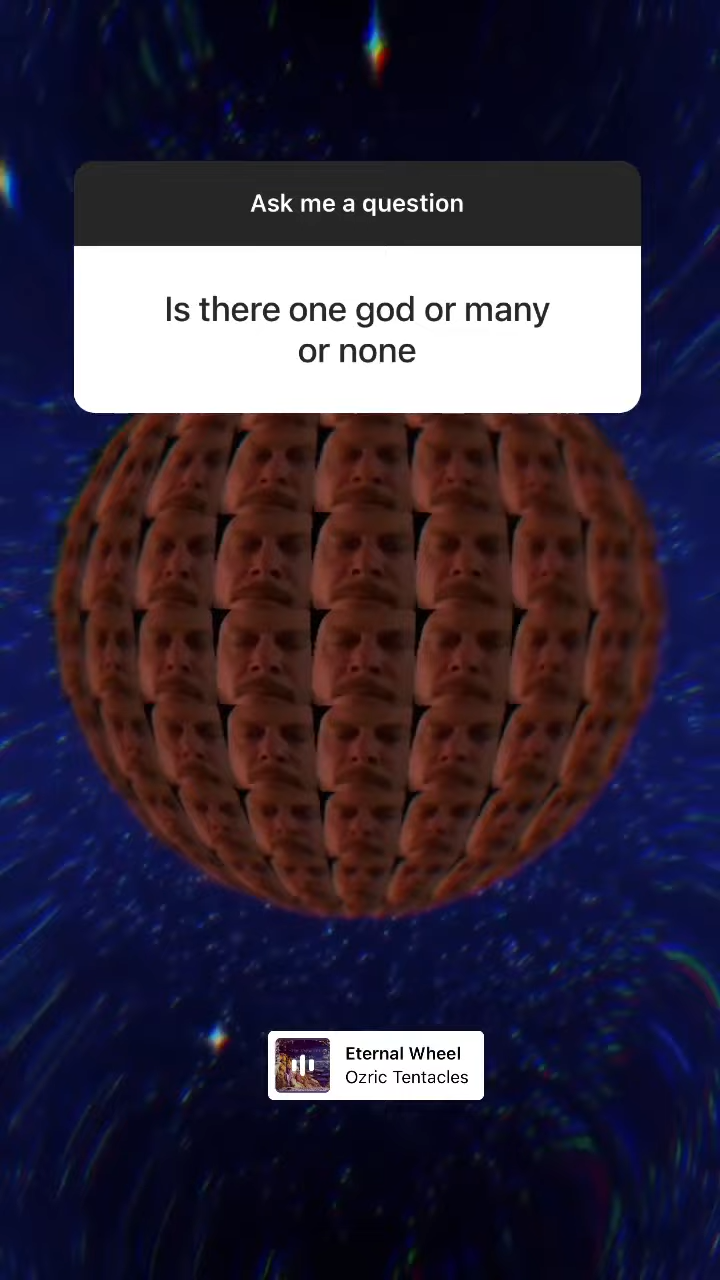 Ask me a question
Is there one god or many
or none
Eternal Wheel
Ozric Tentacles